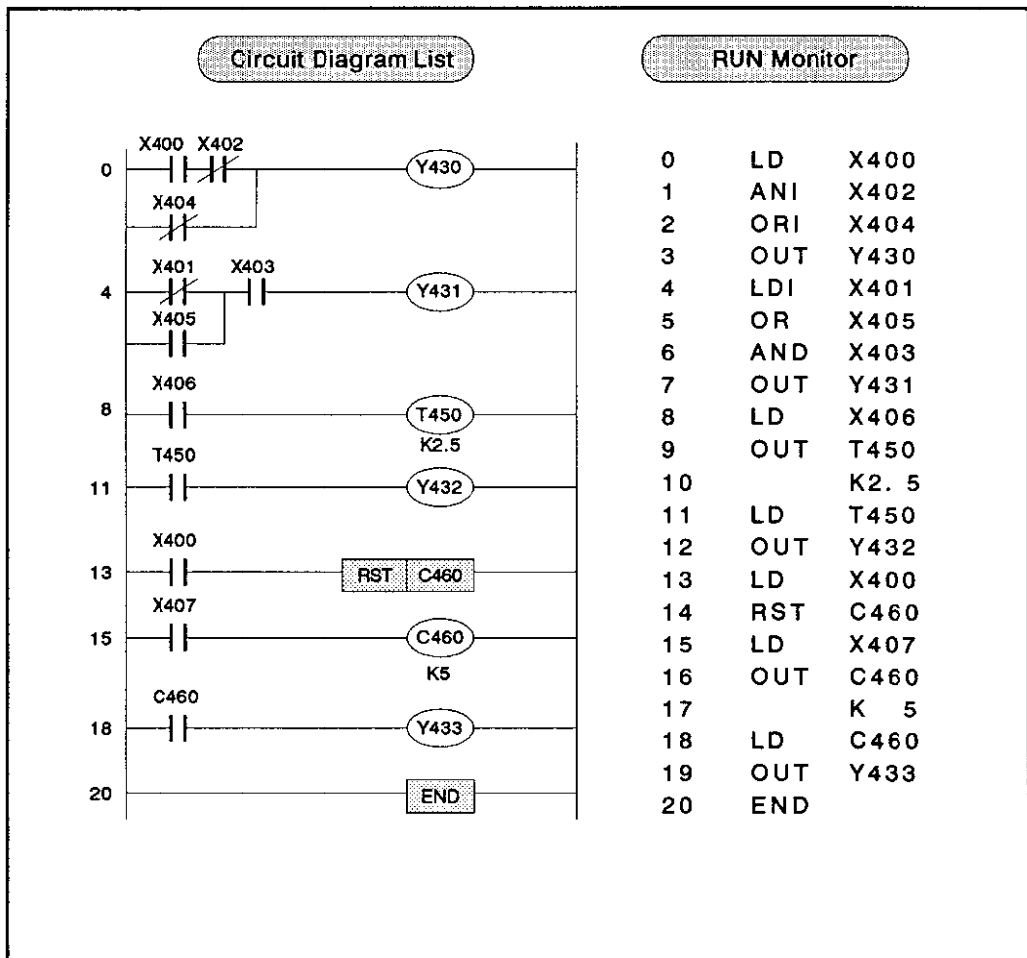 Circuit Diagram List
X400 X402
0 Y430
X404
X401 X403
4 Y431
X405
X406
8 T450
K2.5
T450
11 Y432
X400
13 RST C460
X407
15 C460
K5
C460
18 Y433
20 END
RUN Monitor
0 LD X400
1 ANI X402
2 ORI X404
3 OUT Y430
4 LDI X401
5 OR X405
6 AND X403
7 OUT Y431
8 LD X406
9 OUT T450
10 K2. 5
11 LD T450
12 OUT Y432
13 LD X400
14 RST C460
15 LD X407
16 OUT C460
17 K 5
18 LD C460
19 OUT Y433
20 END